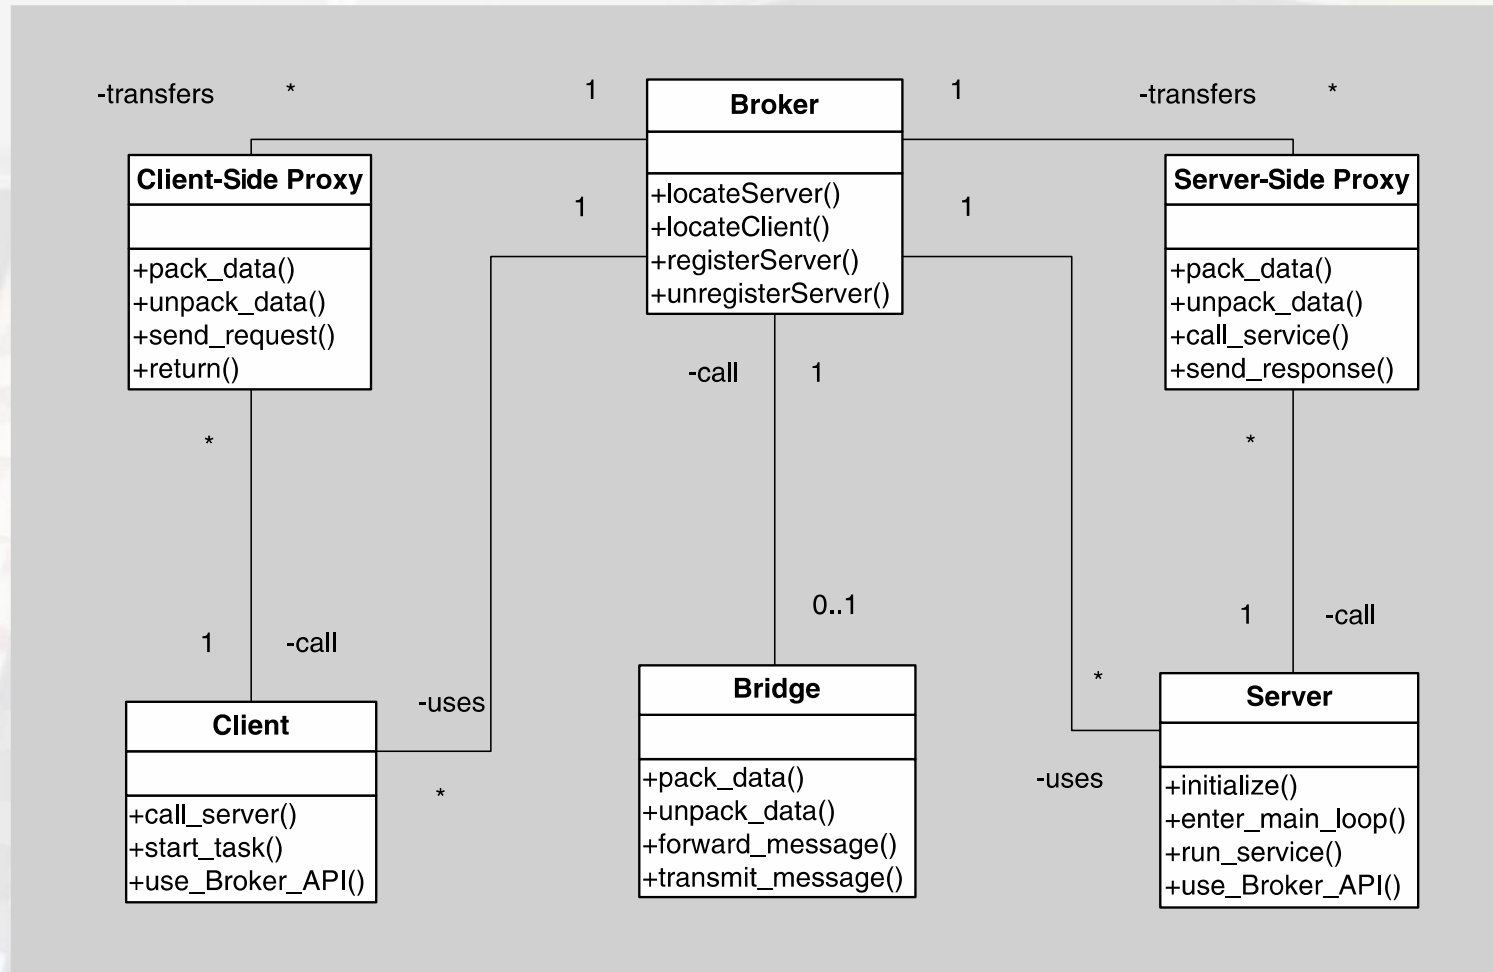 -transfers * 1
Broker
1 -transfers *
Client-Side Proxy
+pack_data()
+unpack_data()
+send_request()
+return()
+locateServer()
+locateClient()
+registerServer()
+unregisterServer()
Server-Side Proxy
+pack_data()
+unpack_data()
+call_service()
+send_response()
1
1
-call 1
*
*
0..1
1 -call
1 -call
-uses
*
*
-uses
Client
+call_server()
+start_task()
+use_Broker_API()
Bridge
+pack_data()
+unpack_data()
+forward_message()
+transmit_message()
Server
+initialize()
+enter_main_loop()
+run_service()
+use_Broker_API()